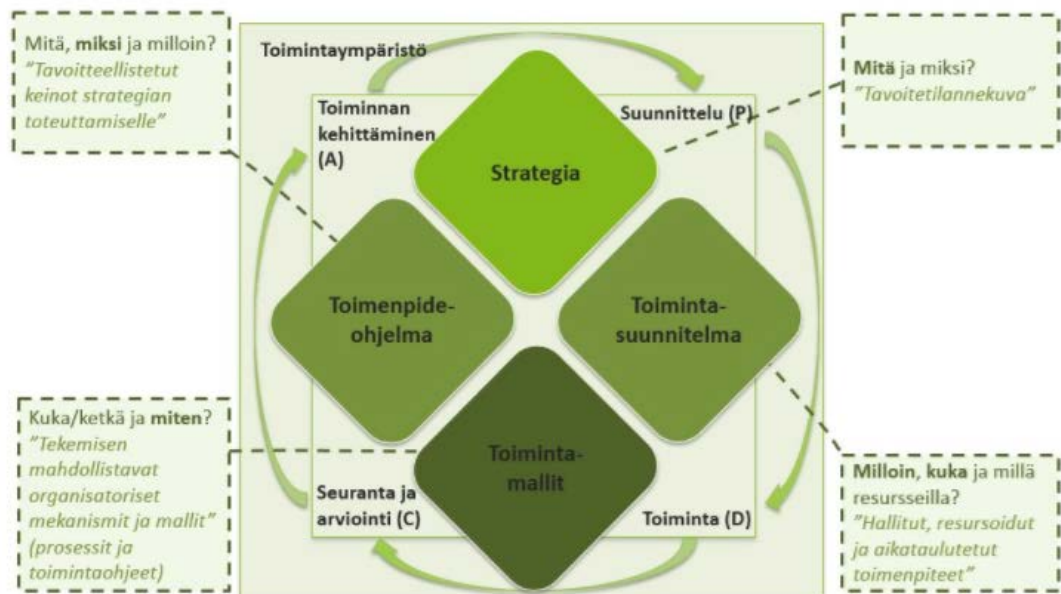 Mitä, miksi ja milloin?
"Tavoitteellistetut
keinot strategian
toteuttamiselle"
Toimintaympäristö
Toiminnan
kehittäminen
(A)
Suunnittelu (P)
Mitä ja miksi?
"Tavoitetilannekuva"
Strategia
Toimenpide-
ohjelma
Toiminta-
suunnitelma
Toiminta-
mallit
Kuka/ketkä ja miten?
"Tekemisen
mahdollistavat
organisatoriset
mekanismit ja mallit"
(prosessit ja
toimintaohjeet)
Seuranta ja
arviointi (C)
Toiminta (D)
Milloin, kuka ja millä
resursseilla?
"Hallitut, resursoidut
ja aikataulutetut
toimenpiteet"